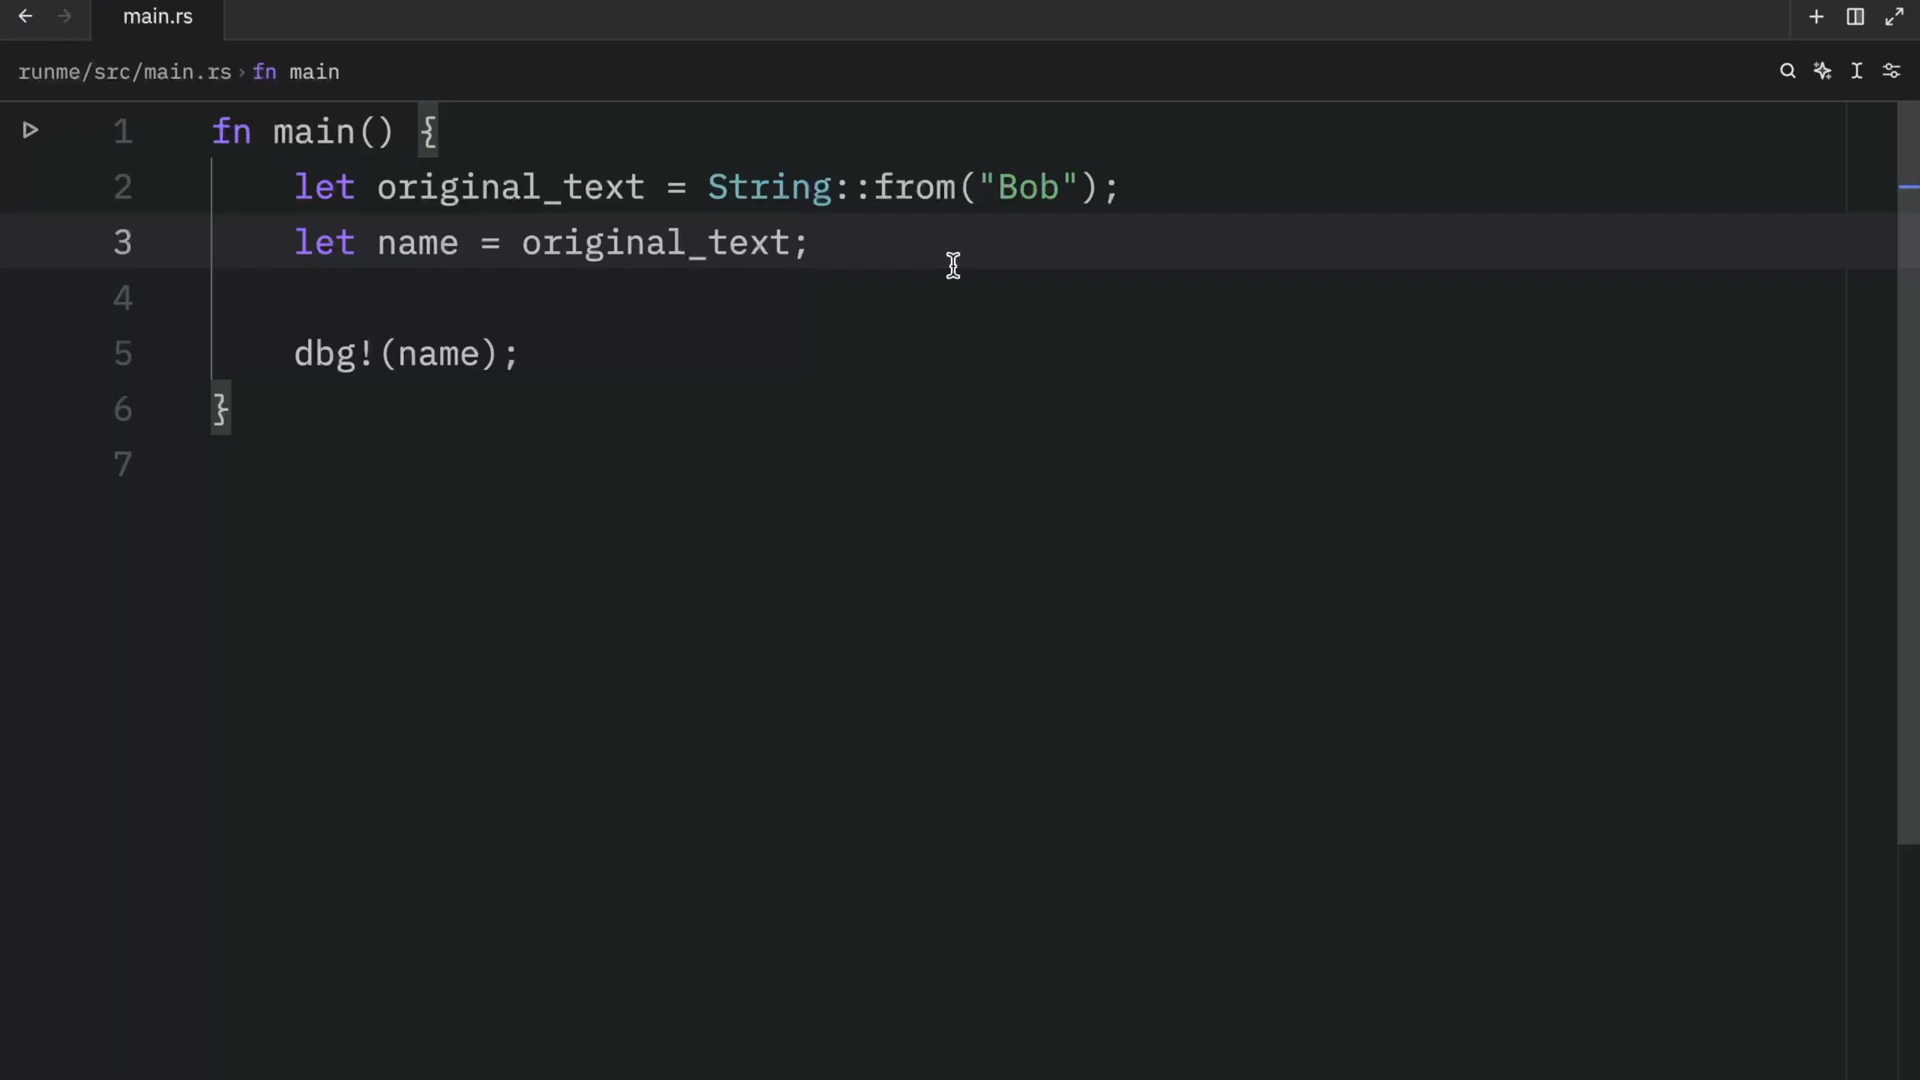 main.rs
runme/src/main.rs › fn main
1 fn main() {
2     let original_text = String::from("Bob");
3     let name = original_text;
4
5     dbg!(name);
6 }
7